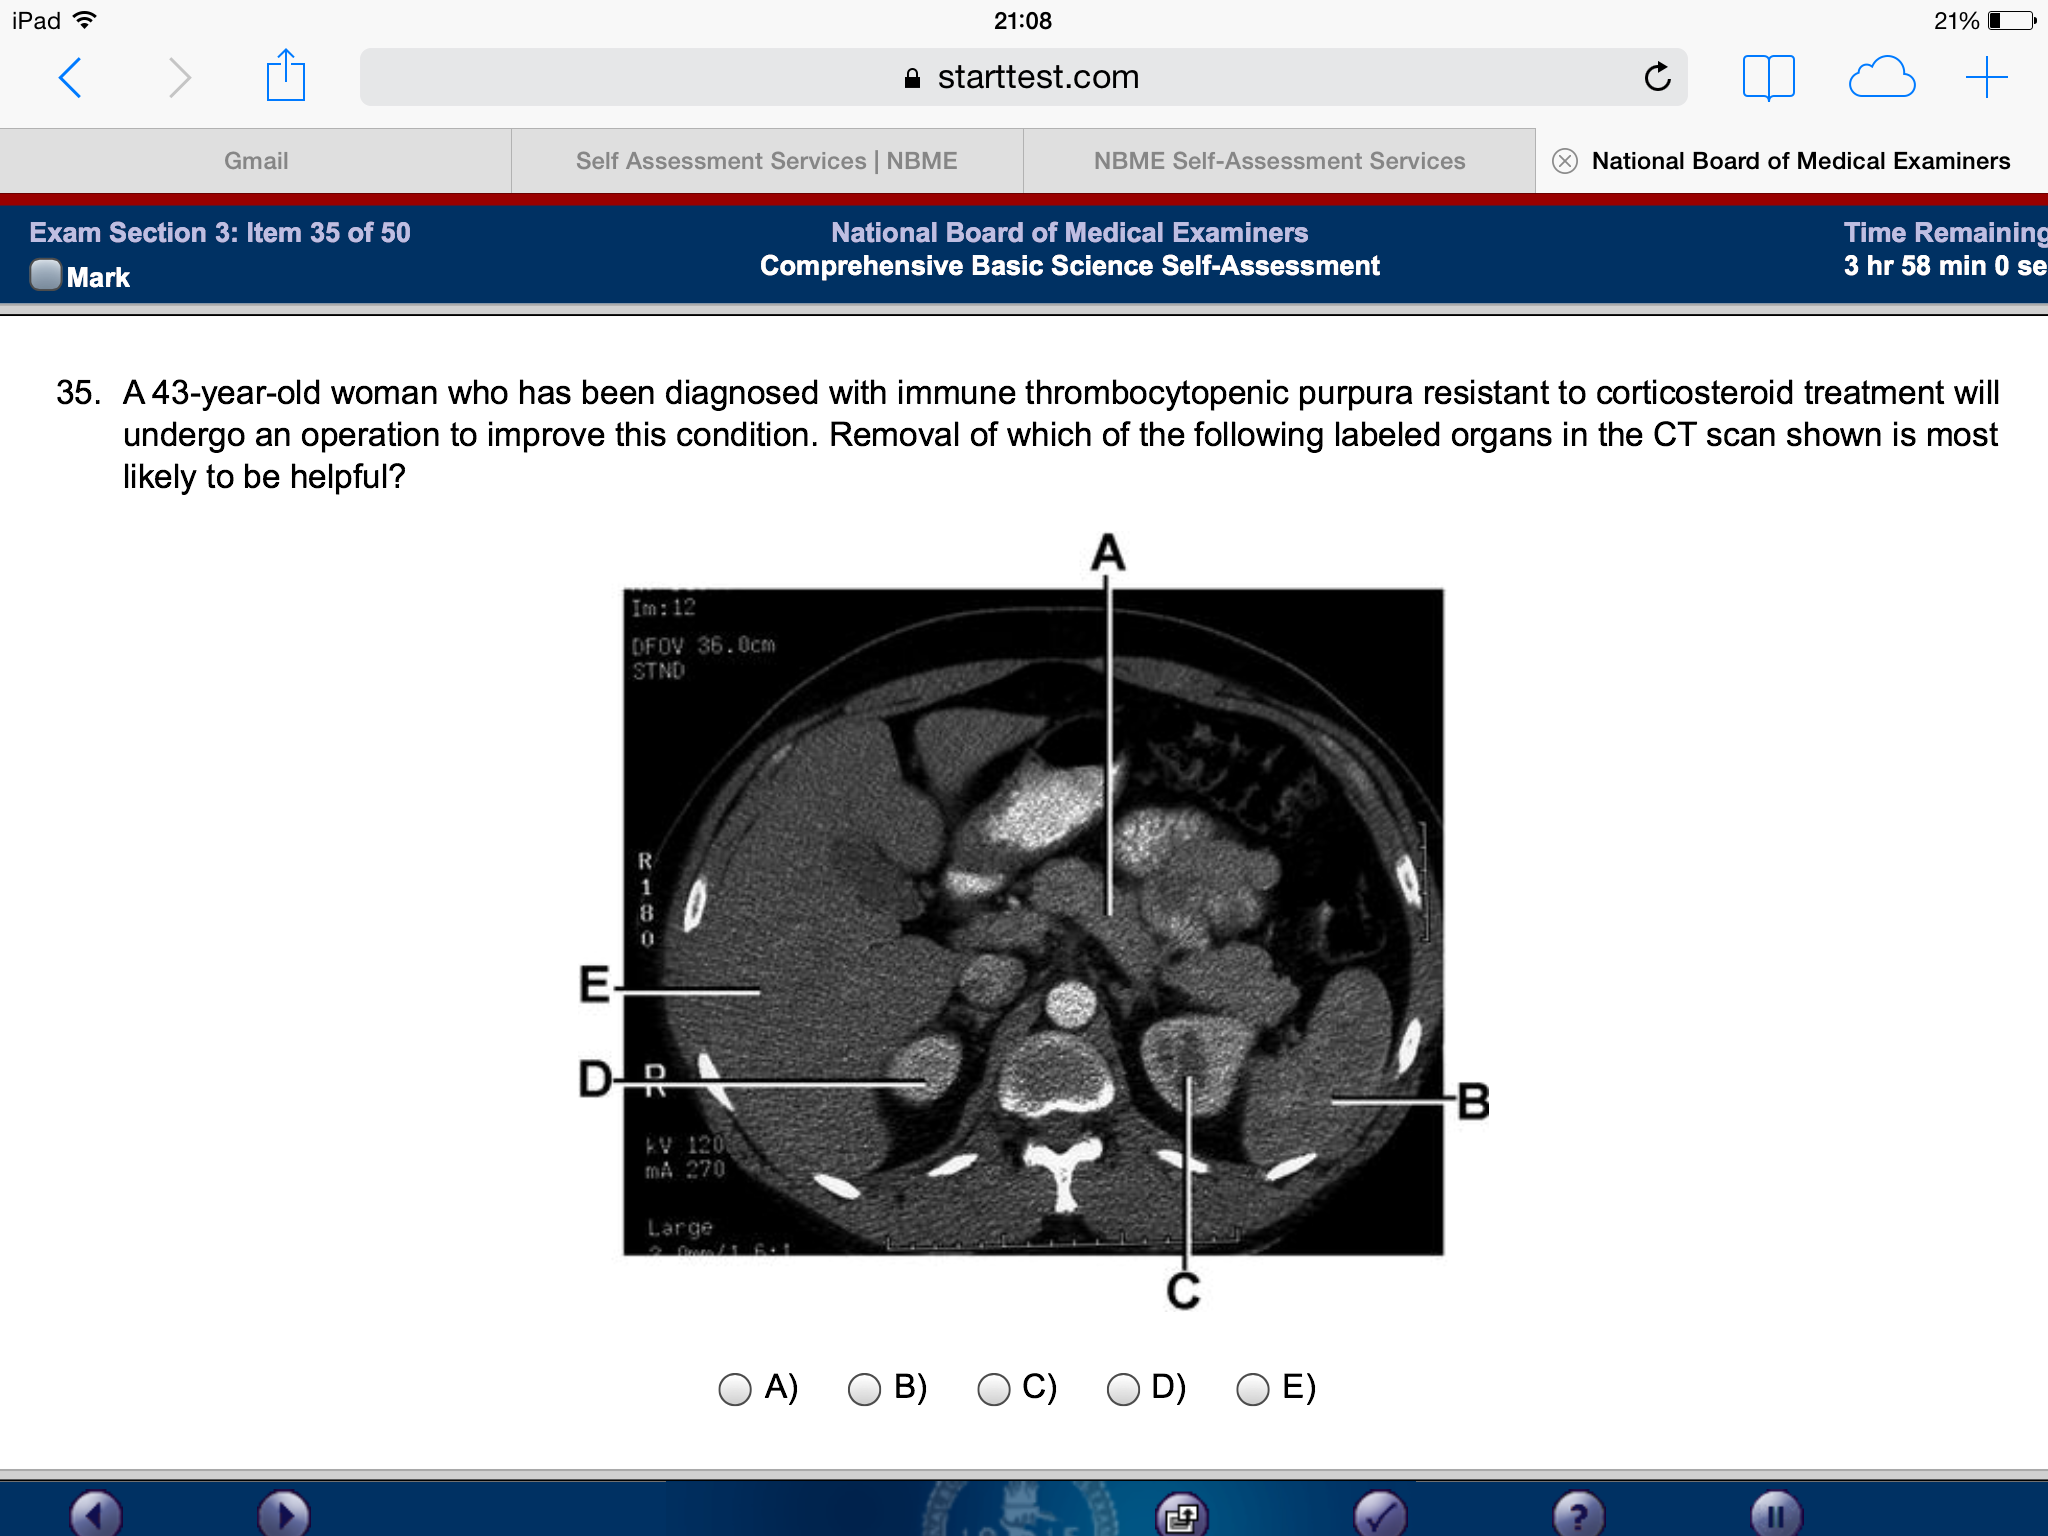 iPad
21:08
21%
starttest.com
Gmail
Self Assessment Services | NBME
NBME Self-Assessment Services
National Board of Medical Examiners
Exam Section 3: Item 35 of 50
National Board of Medical Examiners
Time Remaining
Mark
Comprehensive Basic Science Self-Assessment
3 hr 58 min 0 se
35. A 43-year-old woman who has been diagnosed with immune thrombocytopenic purpura resistant to corticosteroid treatment will
undergo an operation to improve this condition. Removal of which of the following labeled organs in the CT scan shown is most
likely to be helpful?
A
Im:12
DFOV 36.0cm
STND
R
1
8
0
E
D
R
B
kV 120
mA 270
Large
C
A)
B)
C)
D)
E)
?